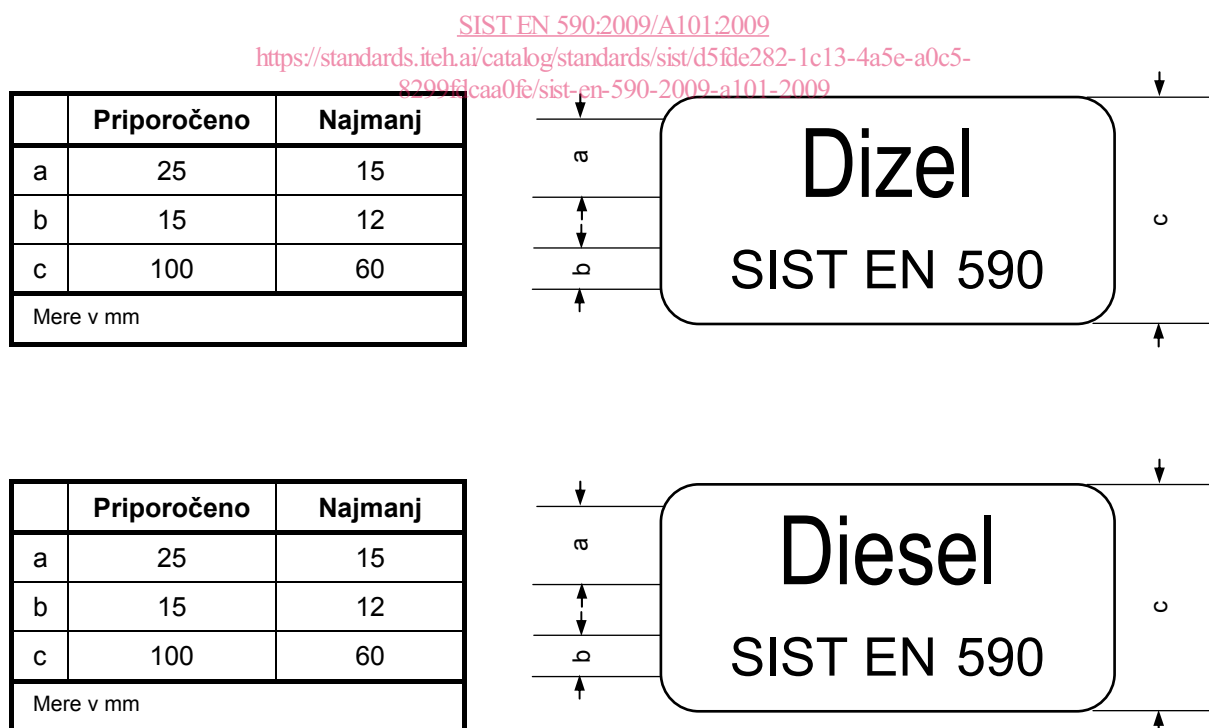 SIST EN 590:2009/A101:2009
https://standards.iteh.ai/catalog/standards/sist/d5fde282-1c13-4a5e-a0c5-
8299fdcaa0fe/sist-en-590-2009-a101-2009
Priporočeno Najmanj
a 25 15
b 15 12
c 100 60
Mere v mm
a
b
Dizel
SIST EN 590
c
Priporočeno Najmanj
a 25 15
b 15 12
c 100 60
Mere v mm
a
b
Diesel
SIST EN 590
c